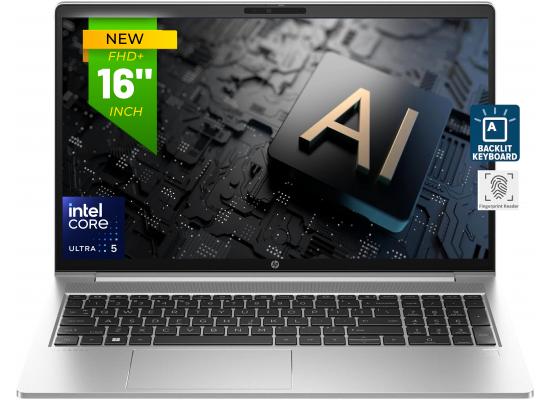 NEW
FHD+
16"
INCH
AI
A
BACKLIT
KEYBOARD
Fingerprint Reader
intel
CORE
ULTRA 5
hp